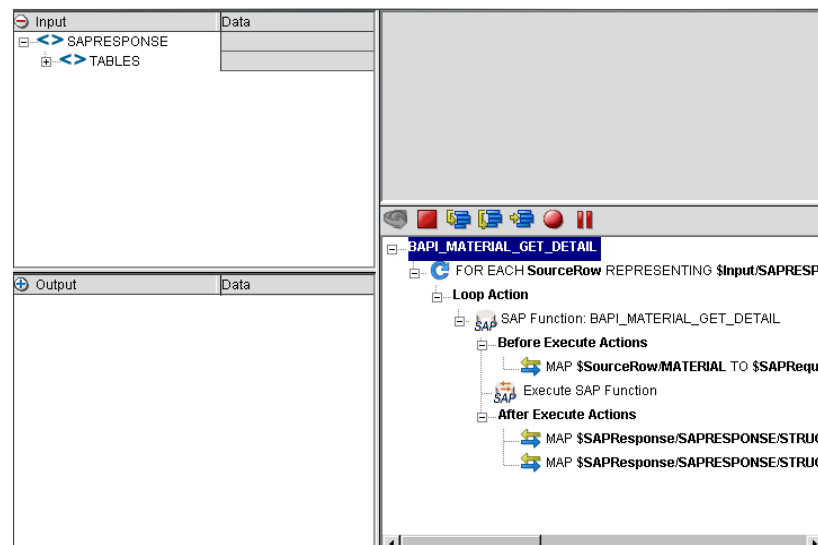 Input Data
SAPRESPONSE
TABLES
Output Data
BAPI_MATERIAL_GET_DETAIL
FOR EACH SourceRow REPRESENTING $Input/SAPRESP
Loop Action
SAP SAP Function: BAPI_MATERIAL_GET_DETAIL
Before Execute Actions
MAP $SourceRow/MATERIAL TO $SAPRequ
SAP Execute SAP Function
After Execute Actions
MAP $SAPResponse/SAPRESPONSE/STRUC
MAP $SAPResponse/SAPRESPONSE/STRUC